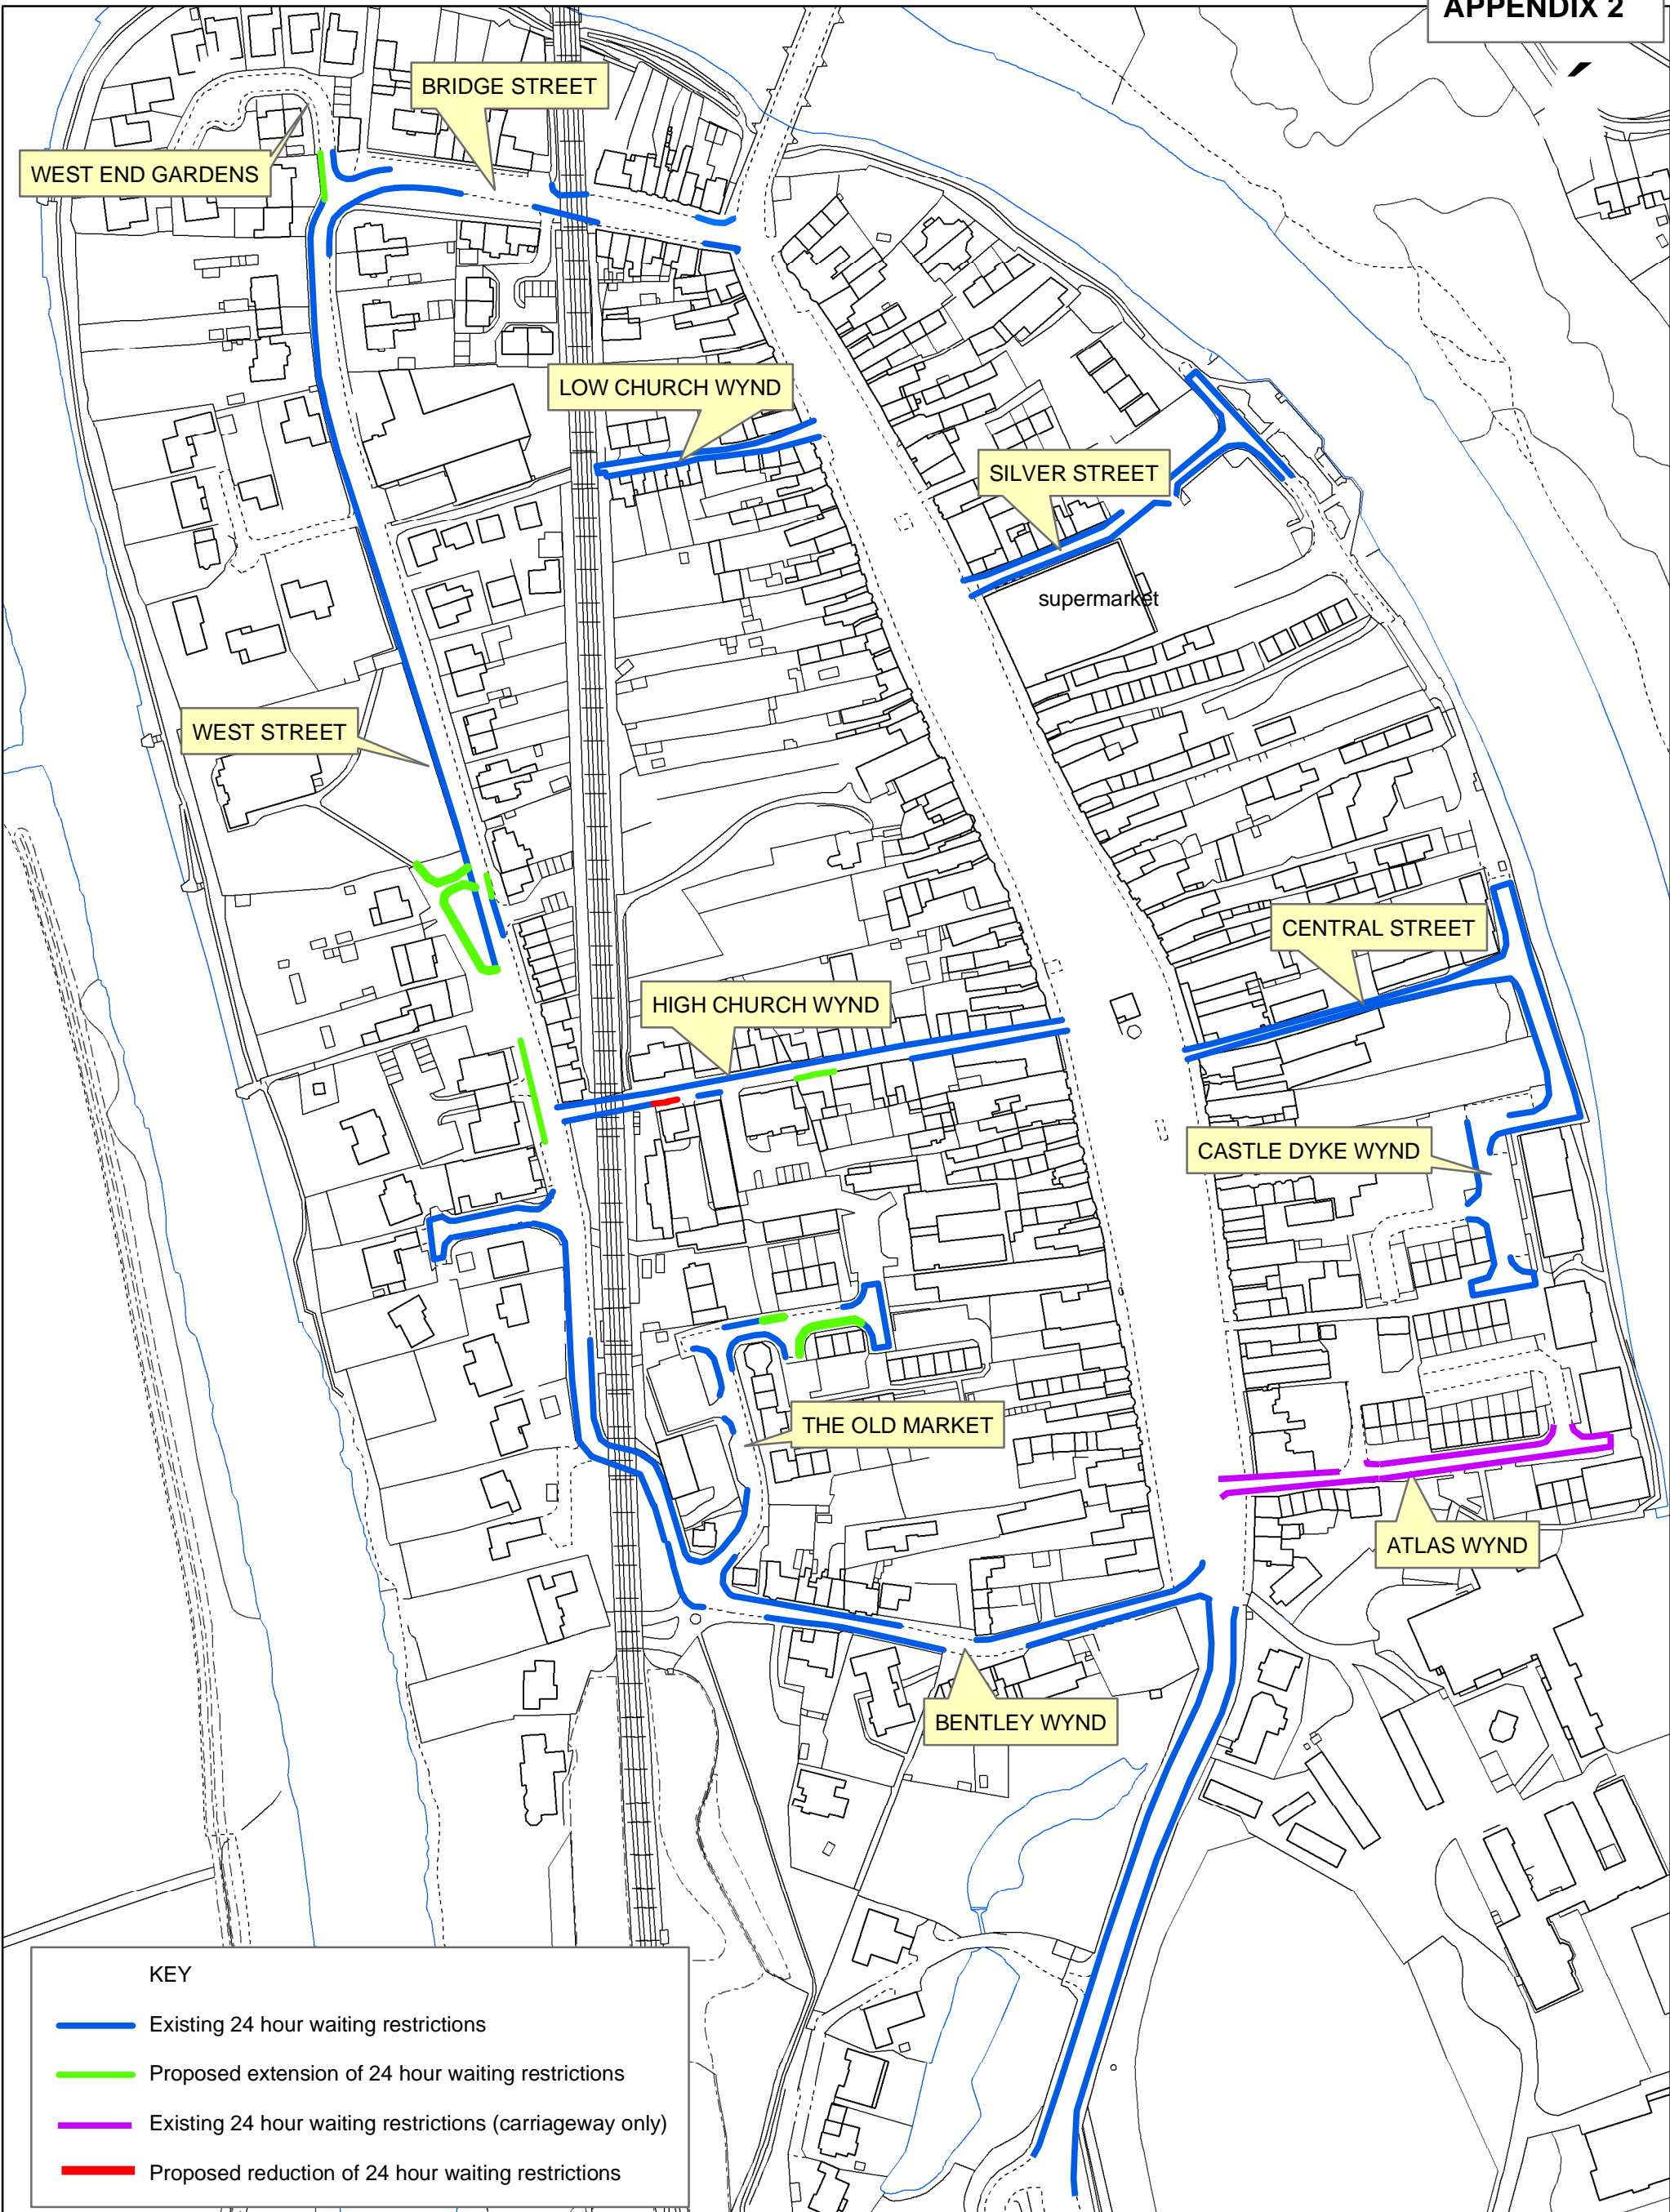 APPENDIX 2
BRIDGE STREET
WEST END GARDENS
LOW CHURCH WYND
SILVER STREET
supermarket
WEST STREET
CENTRAL STREET
HIGH CHURCH WYND
CASTLE DYKE WYND
THE OLD MARKET
ATLAS WYND
BENTLEY WYND
KEY
Existing 24 hour waiting restrictions
Proposed extension of 24 hour waiting restrictions
Existing 24 hour waiting restrictions (carriageway only)
Proposed reduction of 24 hour waiting restrictions